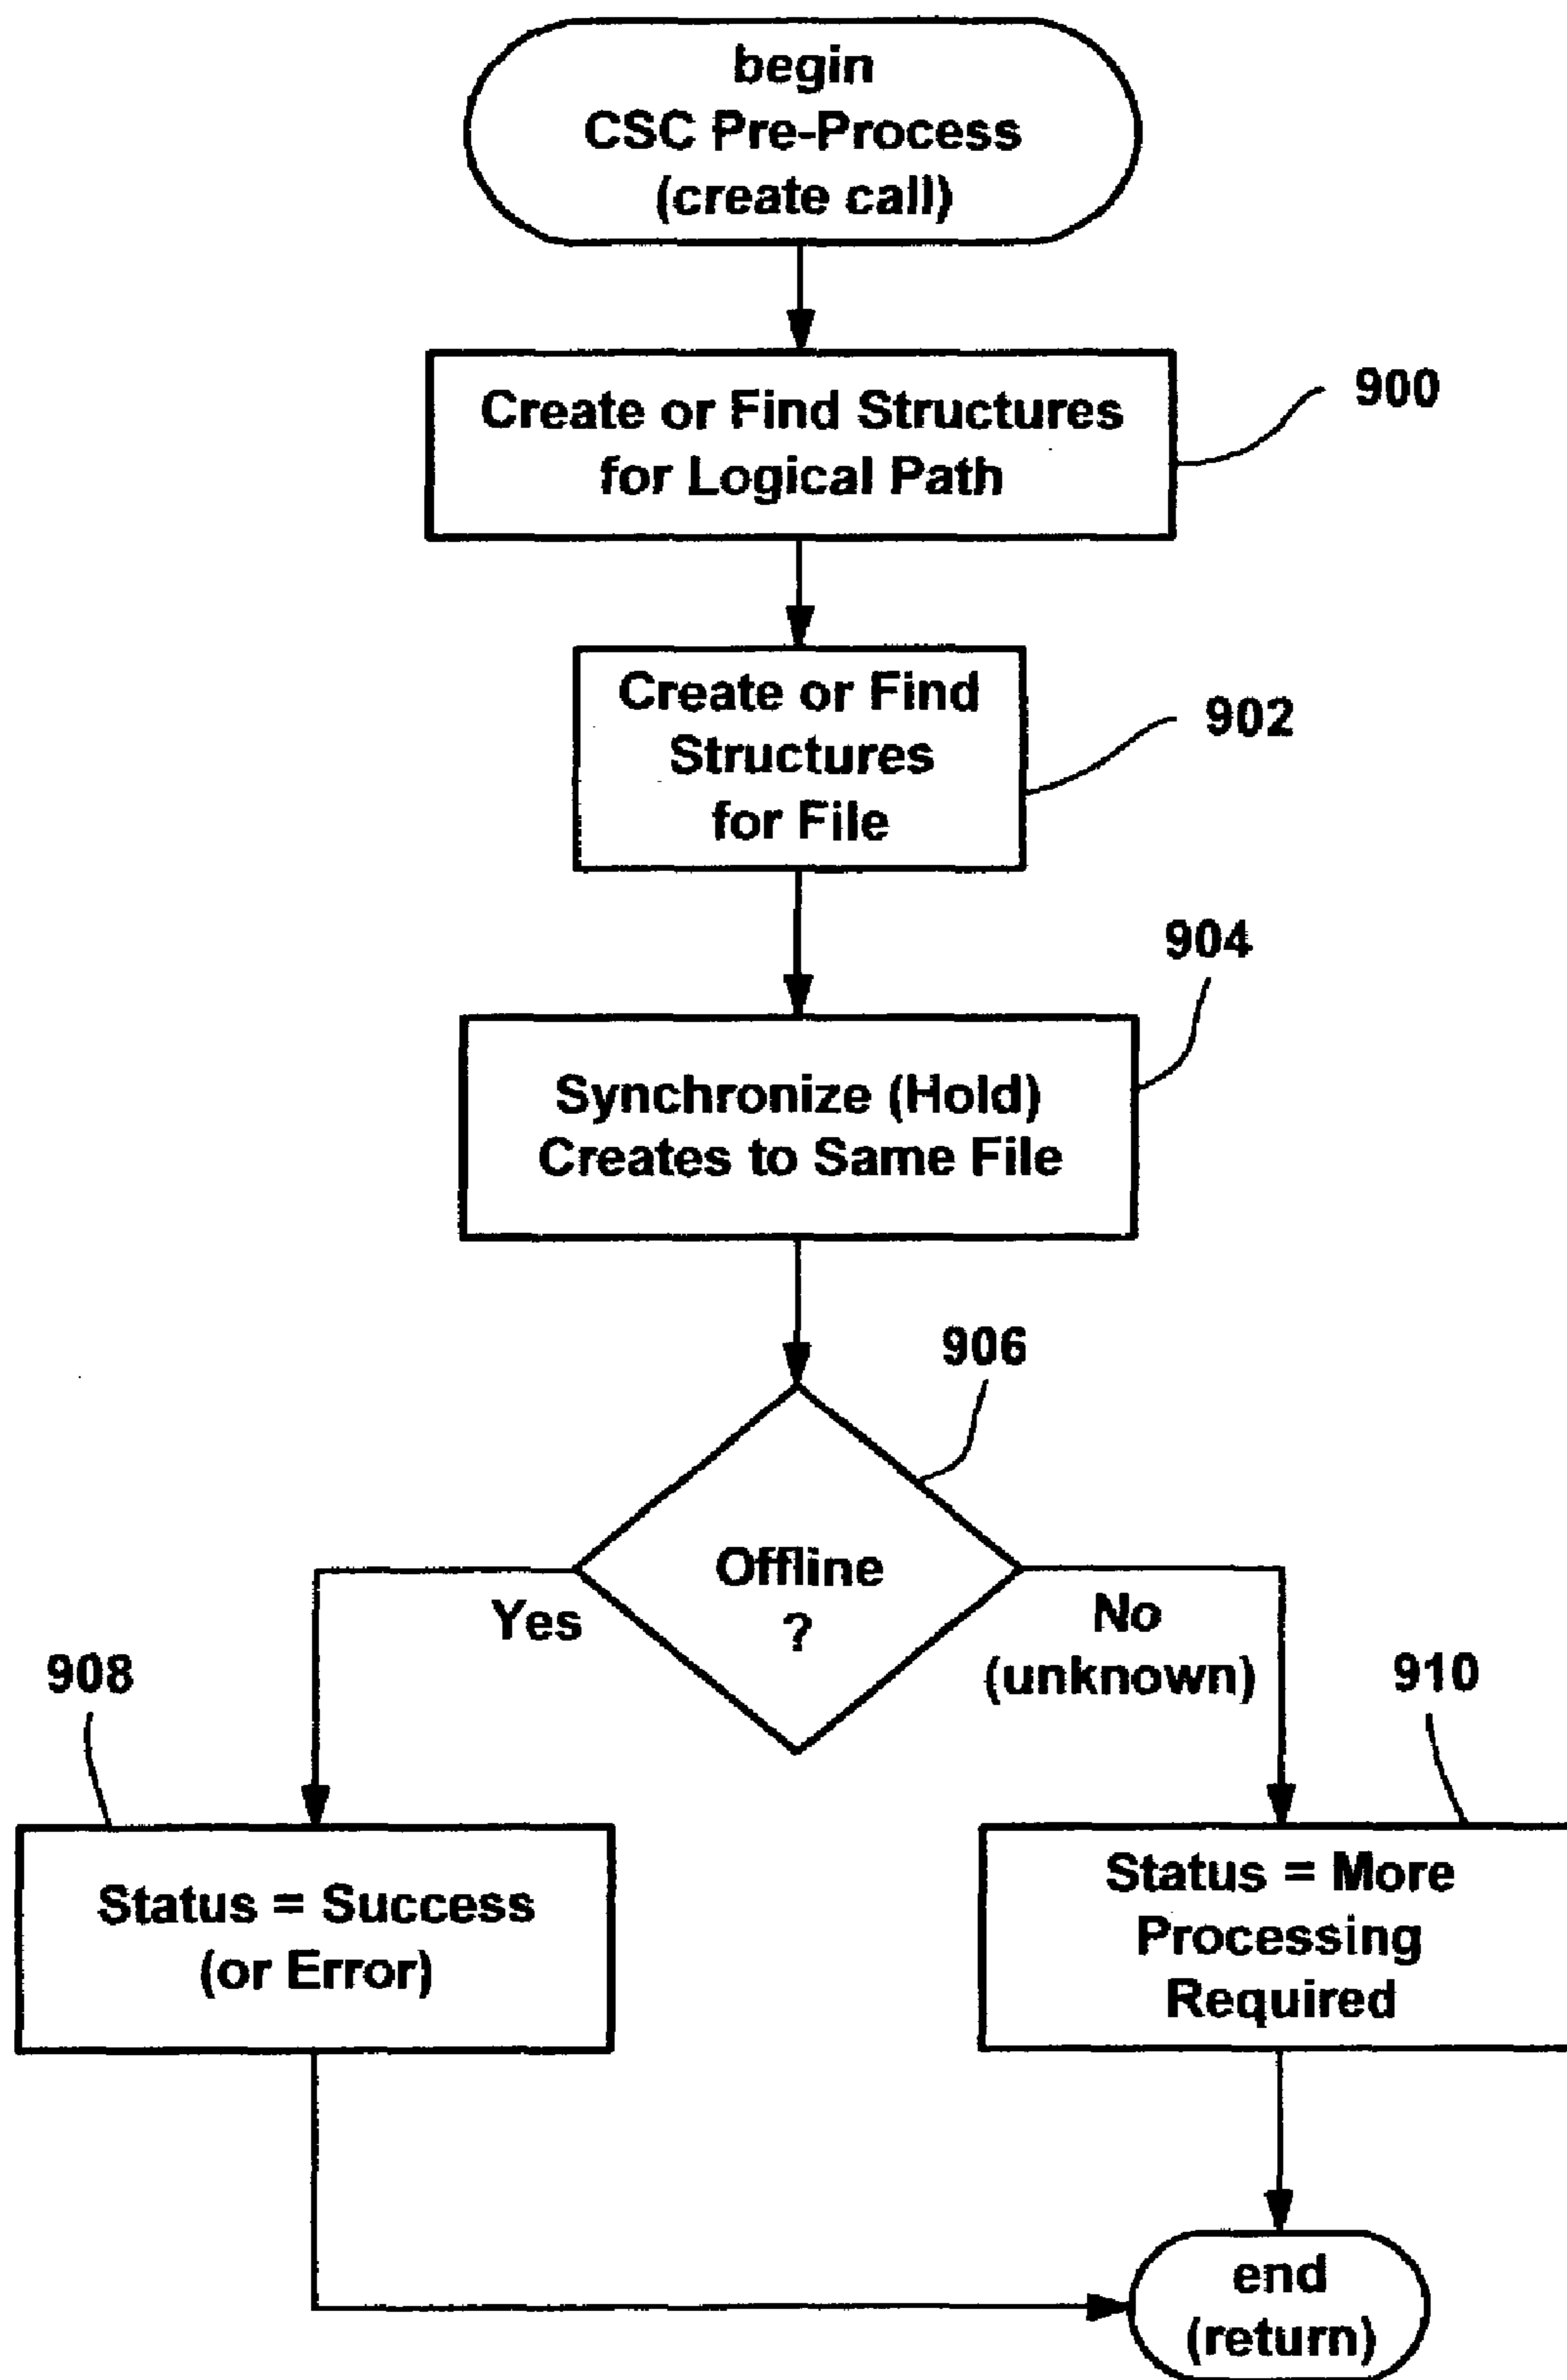 begin
CSC Pre-Process
(create call)
Create or Find Structures
for Logical Path
900
Create or Find
Structures
for File
902
904
Synchronize (Hold)
Creates to Same File
906
Offline
?
Yes
No
(unknown)
908
910
Status = Success
(or Error)
Status = More
Processing
Required
end
(return)